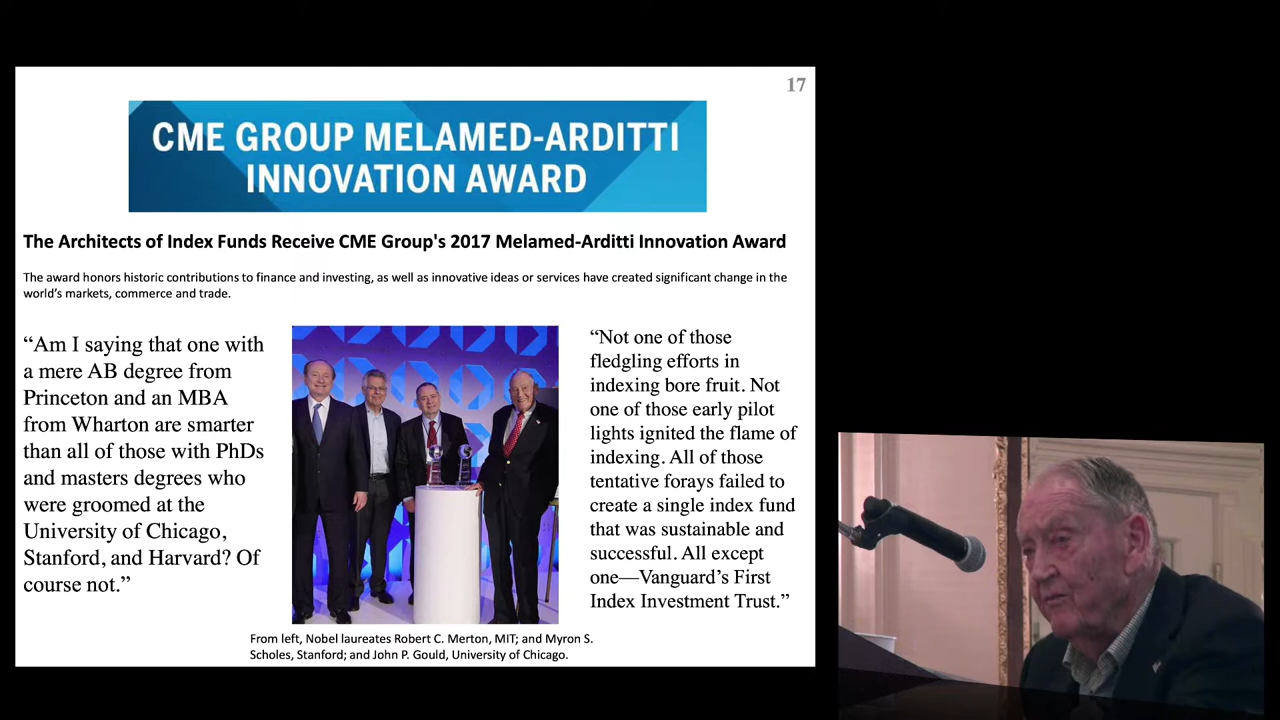 17
CME GROUP MELAMED-ARDITTI
INNOVATION AWARD
The Architects of Index Funds Receive CME Group's 2017 Melamed-Arditti Innovation Award
The award honors historic contributions to finance and investing, as well as innovative ideas or services have created significant change in the
world's markets, commerce and trade.
“Am I saying that one with
a mere AB degree from
Princeton and an MBA
from Wharton are smarter
than all of those with PhDs
and masters degrees who
were groomed at the
University of Chicago,
Stanford, and Harvard? Of
course not.”
“Not one of those
fledgling efforts in
indexing bore fruit. Not
one of those early pilot
lights ignited the flame of
indexing. All of those
tentative forays failed to
create a single index fund
that was sustainable and
successful. All except
one—Vanguard’s First
Index Investment Trust.”
From left, Nobel laureates Robert C. Merton, MIT; and Myron S.
Scholes, Stanford; and John P. Gould, University of Chicago.